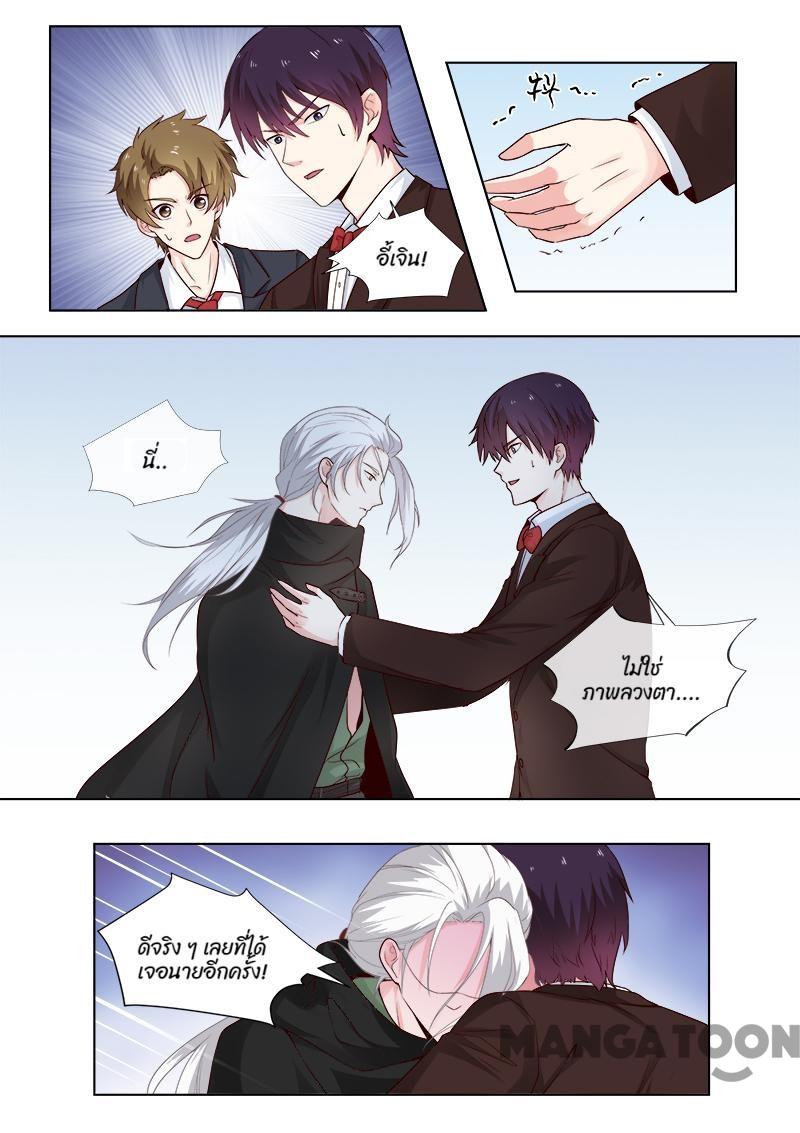 อี้เจิน!
抖~...
นี่..
ไม่ใช่
ภาพลวงตา....
ดีจริง ๆ เลยที่ได้
เจอนายอีกครั้ง!
MANGATOON